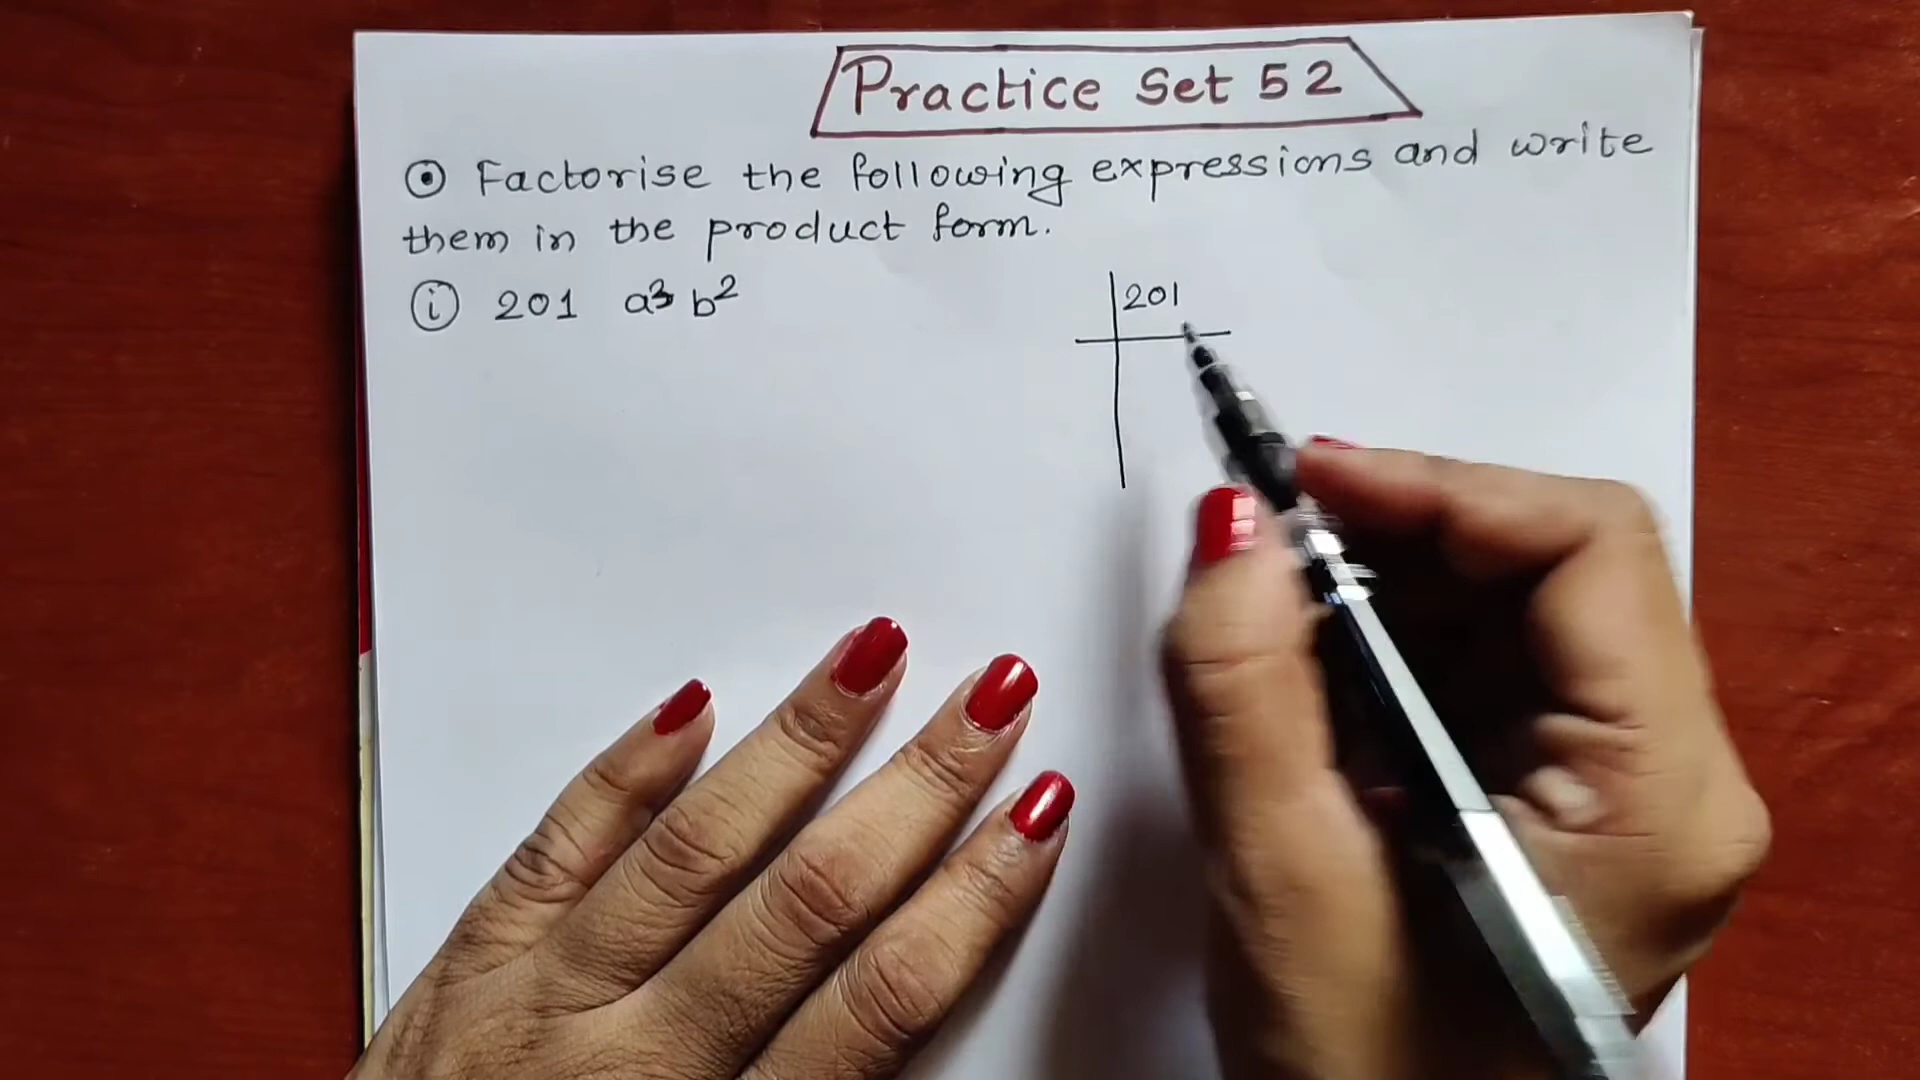 Practice Set 52
⊙ Factorise the following expressions and write
them in the product form.
(i) 201 a³ b²
201